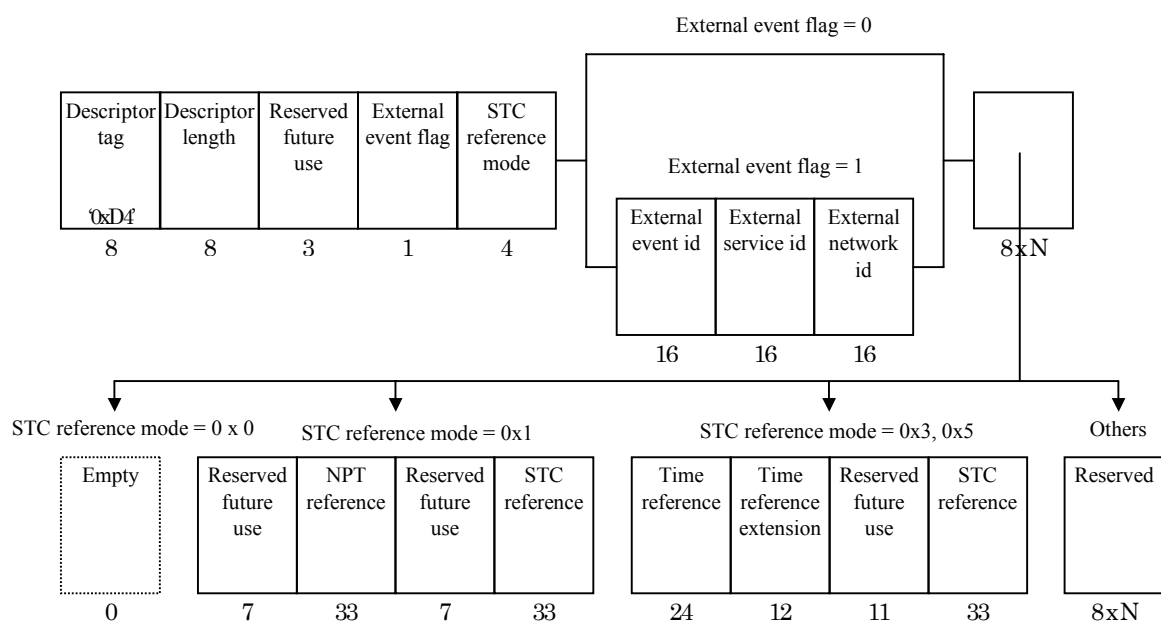 External event flag = 0
Descriptor
tag
'0xD4'
8
Descriptor
length
8
Reserved
future
use
3
External
event flag
1
STC
reference
mode
4
External event flag = 1
External
event id
16
External
service id
16
External
network
id
16
8xN
STC reference mode = 0 x 0
Empty
0
STC reference mode = 0x1
Reserved
future
use
7
NPT
reference
33
Reserved
future
use
7
STC
reference
33
STC reference mode = 0x3, 0x5
Time
reference
24
Time
reference
extension
12
Reserved
future
use
11
STC
reference
33
Others
Reserved
8xN